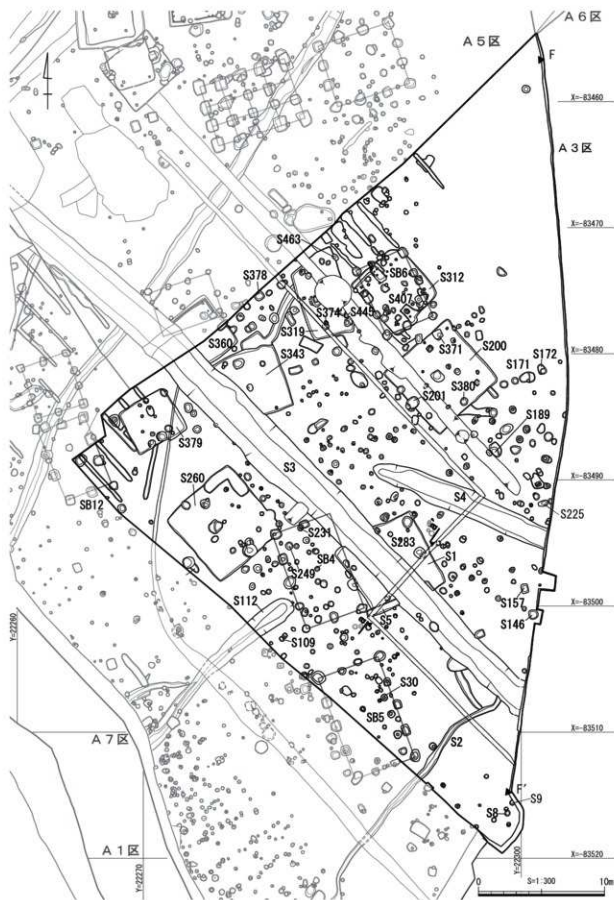 A6区
A5区
F
X=-83460
A3区
X=-83470
S463
SB6
S378
S312
S374
S445
S407
S319
S360
S371
S200
S343
X=-83480
S172
S171
S380
S201
S189
S379
S3
X=-83490
S260
S4
SB12
S225
S231
S283
SB4
S1
S249
S157
X=-83500
S112
S5
S146
Y=22260
S109
S30
SB5
S2
X=-83510
A7区
F'
S9
S8
A1区
X=-83520
Y=22270
Y=22300
S=1:300
0
10m